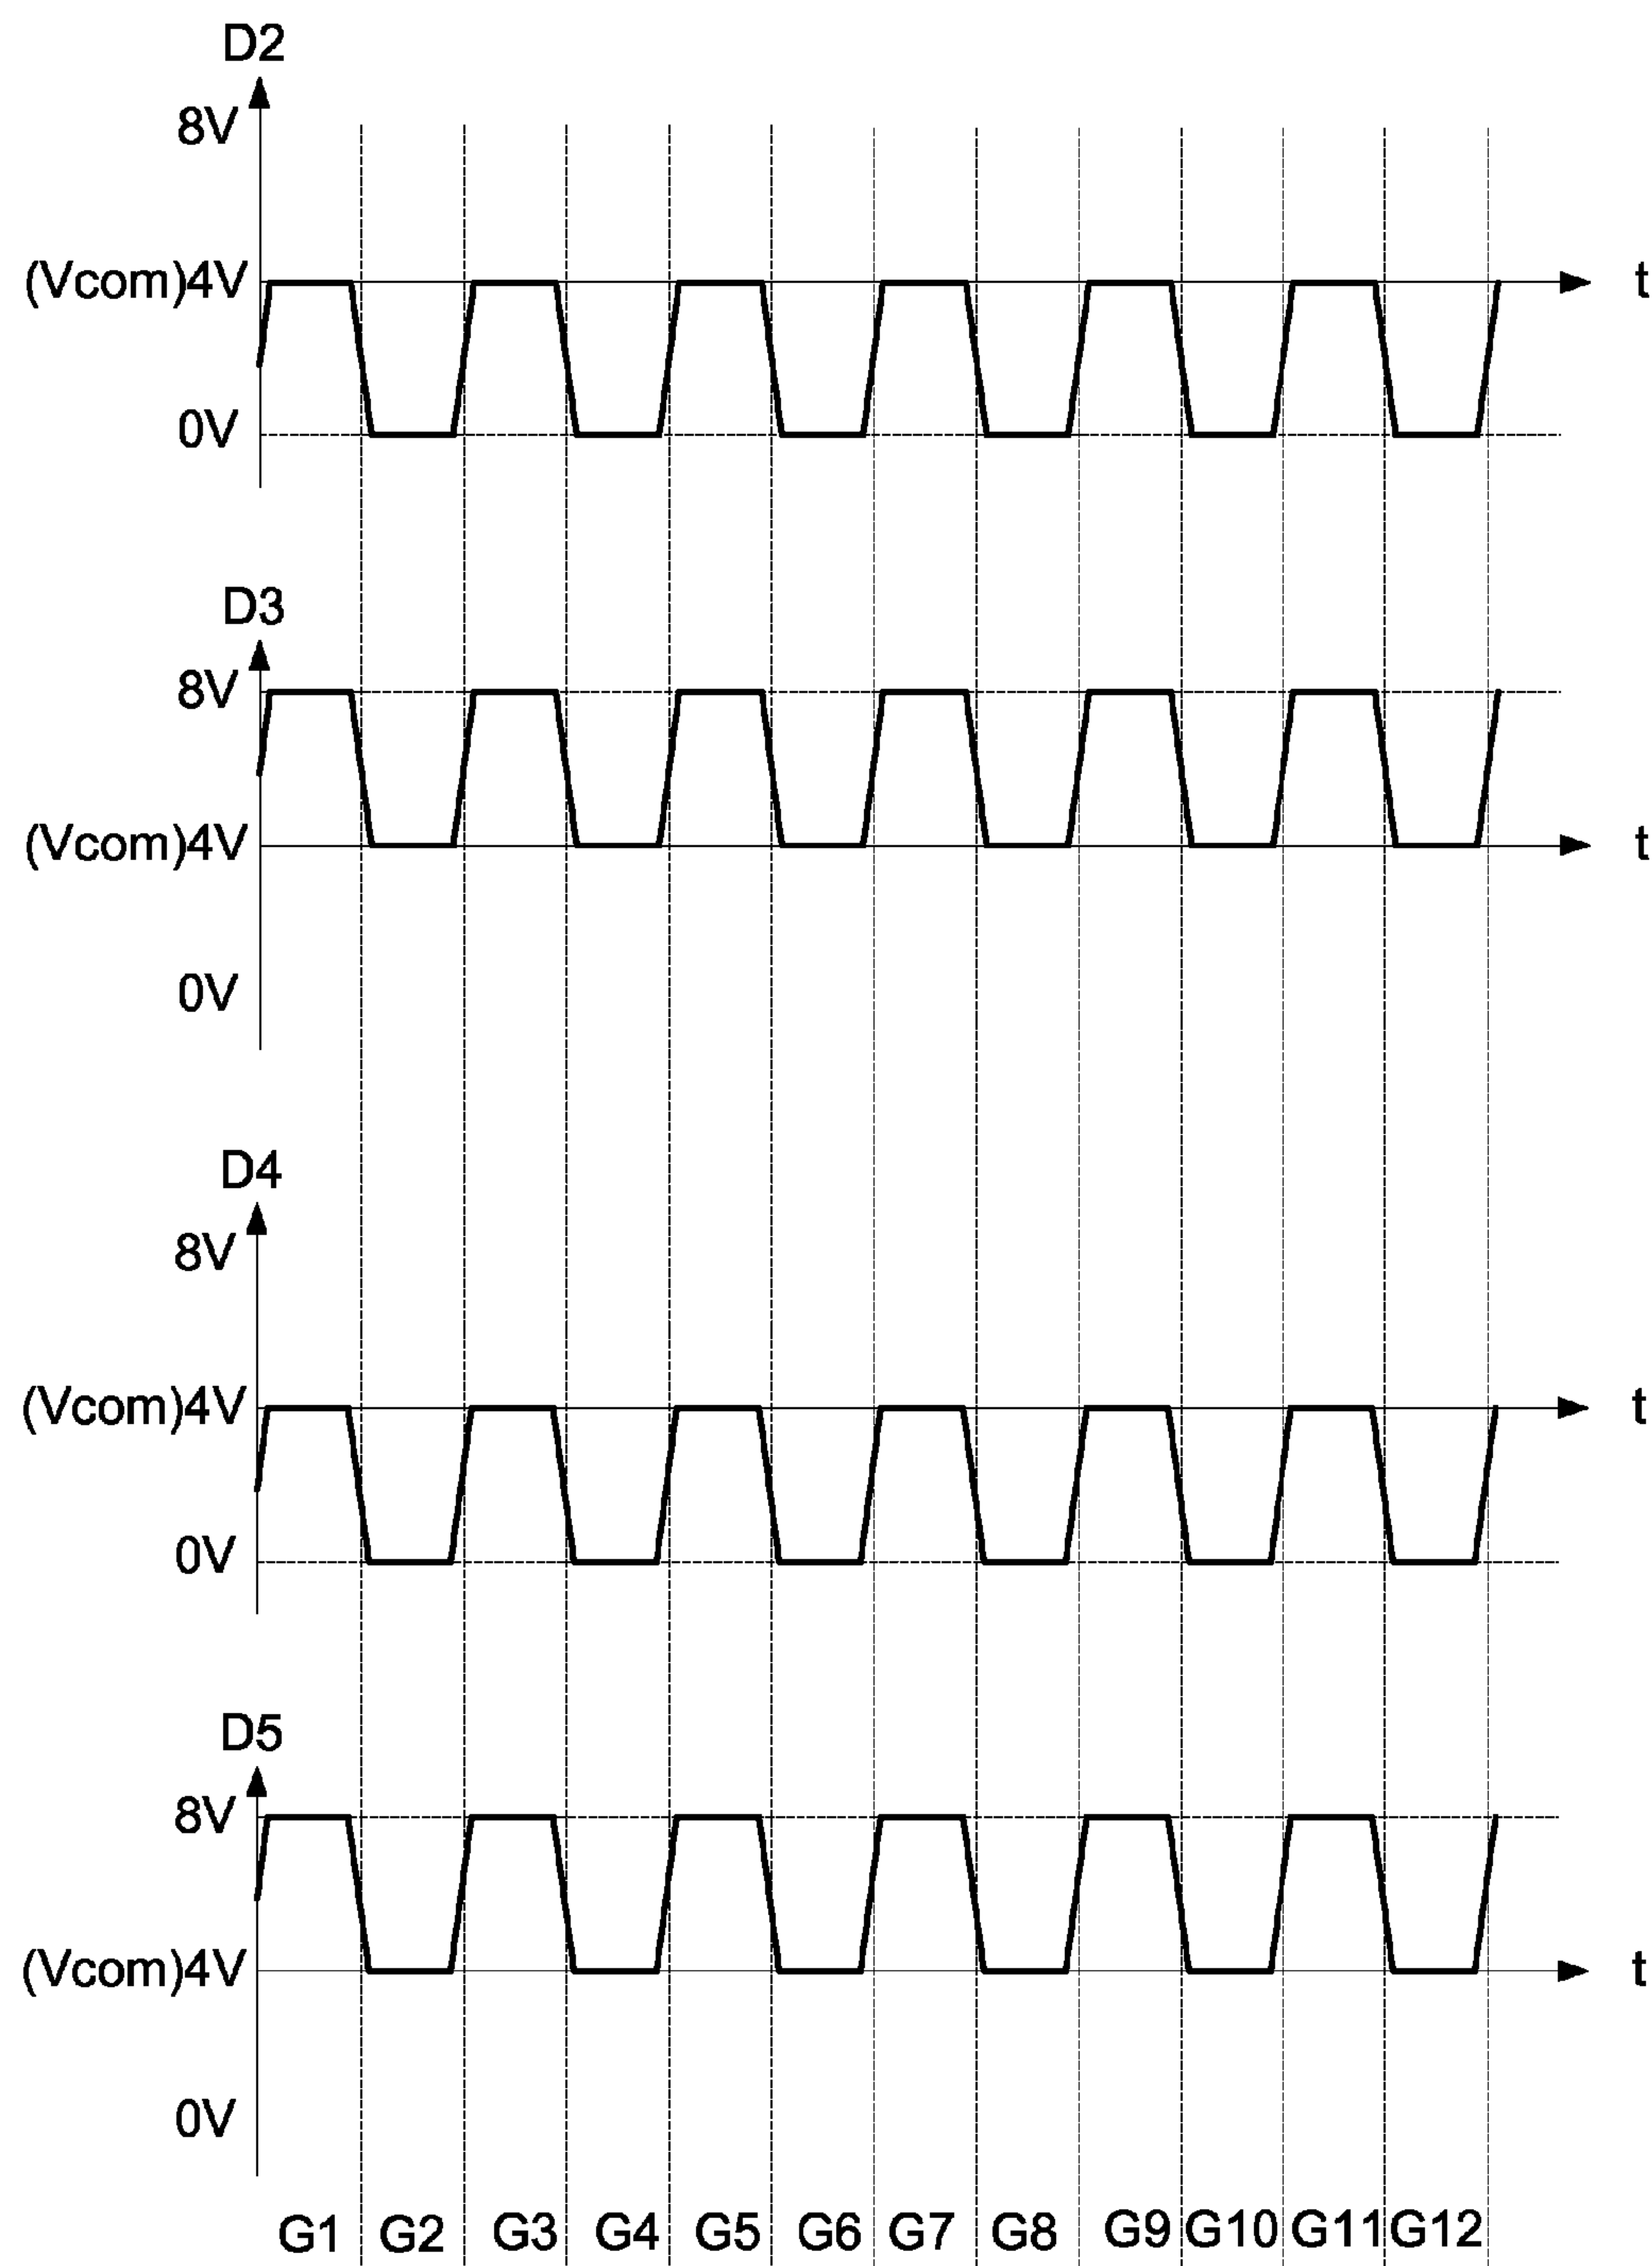 D2
8V
(Vcom)4V t
0V
D3
8V
(Vcom)4V t
0V
D4
8V
(Vcom)4V t
0V
D5
8V
(Vcom)4V t
0V
G1 G2 G3 G4 G5 G6 G7 G8 G9 G10 G11 G12